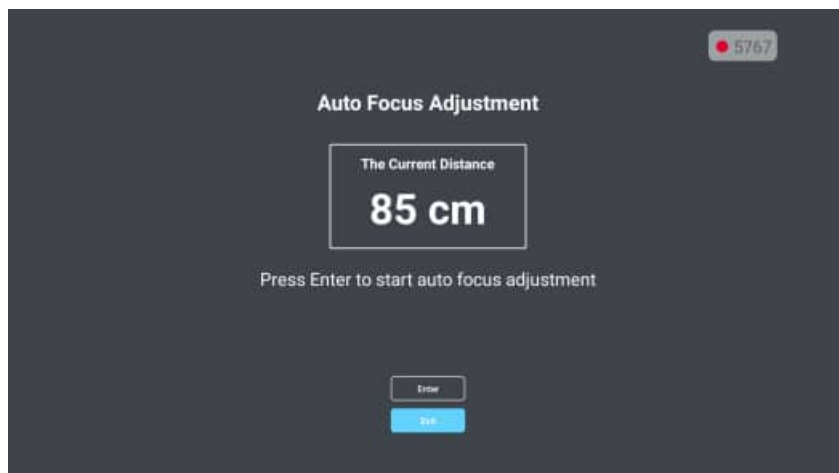 5767
Auto Focus Adjustment
The Current Distance
85 cm
Press Enter to start auto focus adjustment
Enter
Exit